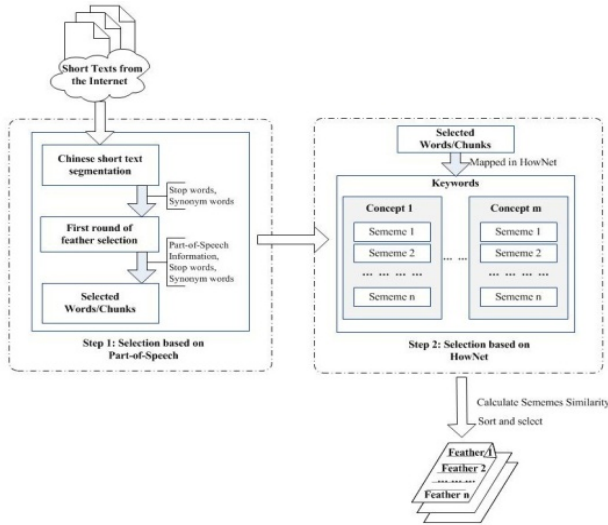 Short Texts from
the Internet
Chinese short text
segmentation
Stop words,
Synonym words
First round of
feather selection
Part-of-Speech
Information,
Stop words,
Synonym words
Selected
Words/Chunks
Step 1: Selection based on
Part-of-Speech
Selected
Words/Chunks
Mapped in HowNet
Keywords
Concept 1
Sememe 1
Sememe 2
... ... ... ...
Sememe n
... ...
Concept m
Sememe 1
Sememe 2
... ... ... ...
Sememe n
Step 2: Selection based on
HowNet
Calculate Sememes Similarity
Sort and select
Feather 1
Feather 2
... ... ...
Feather n